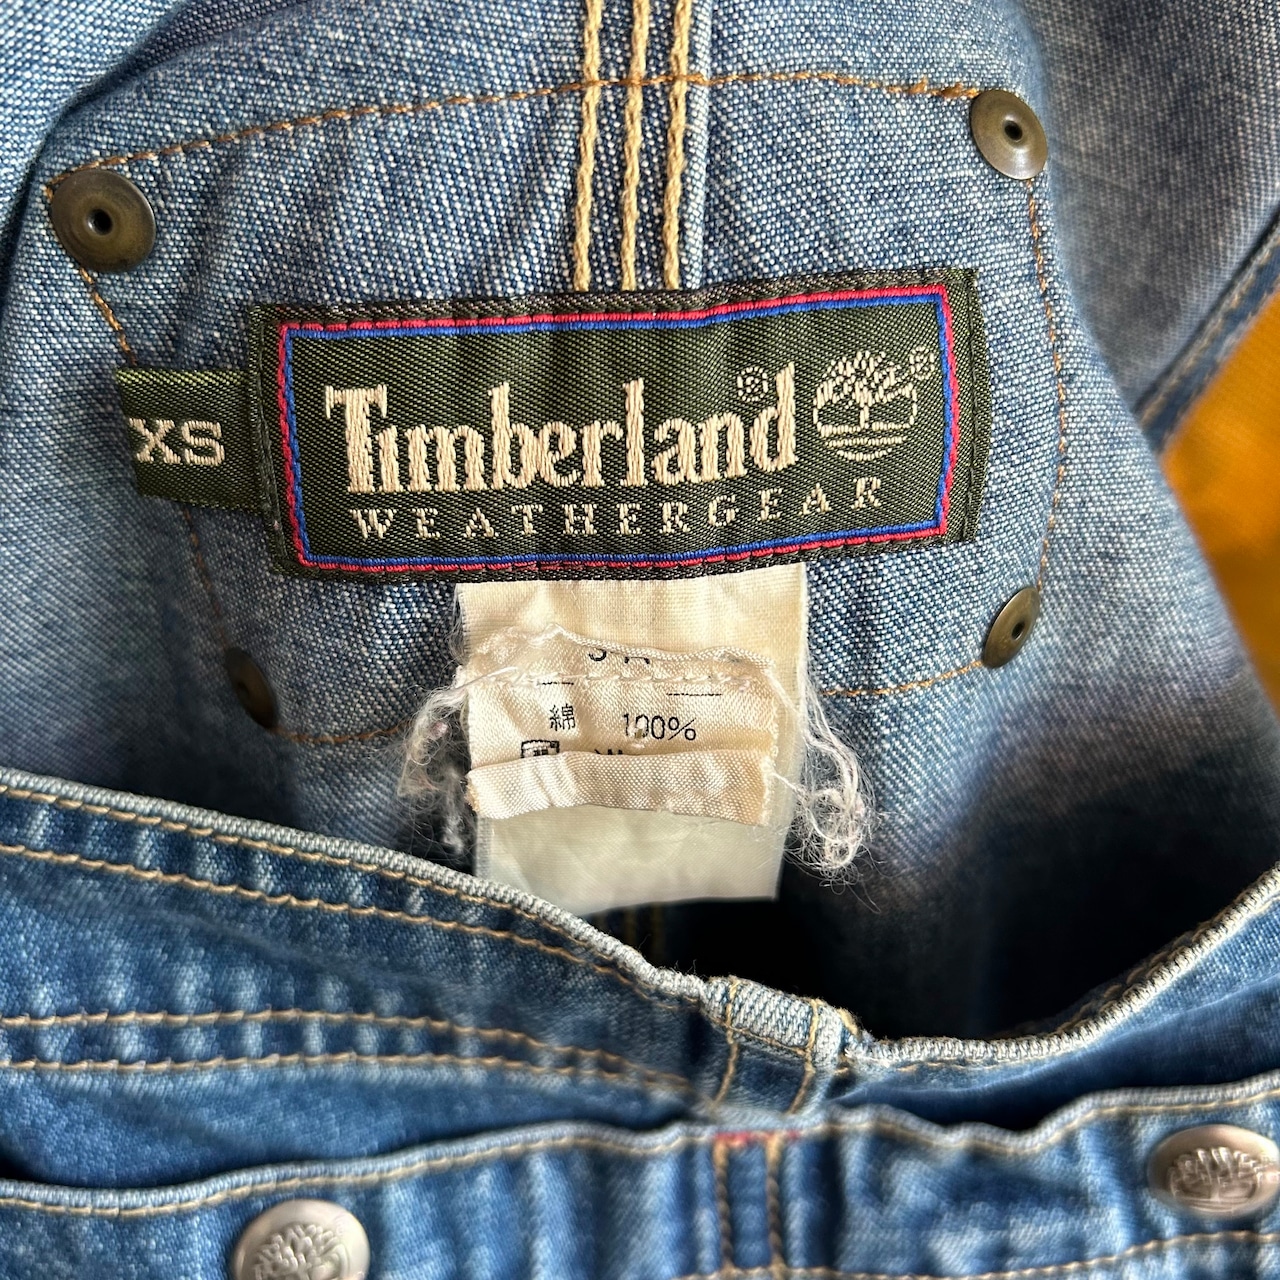 XS
Timberland®
WEATHERGEAR
綿 100%